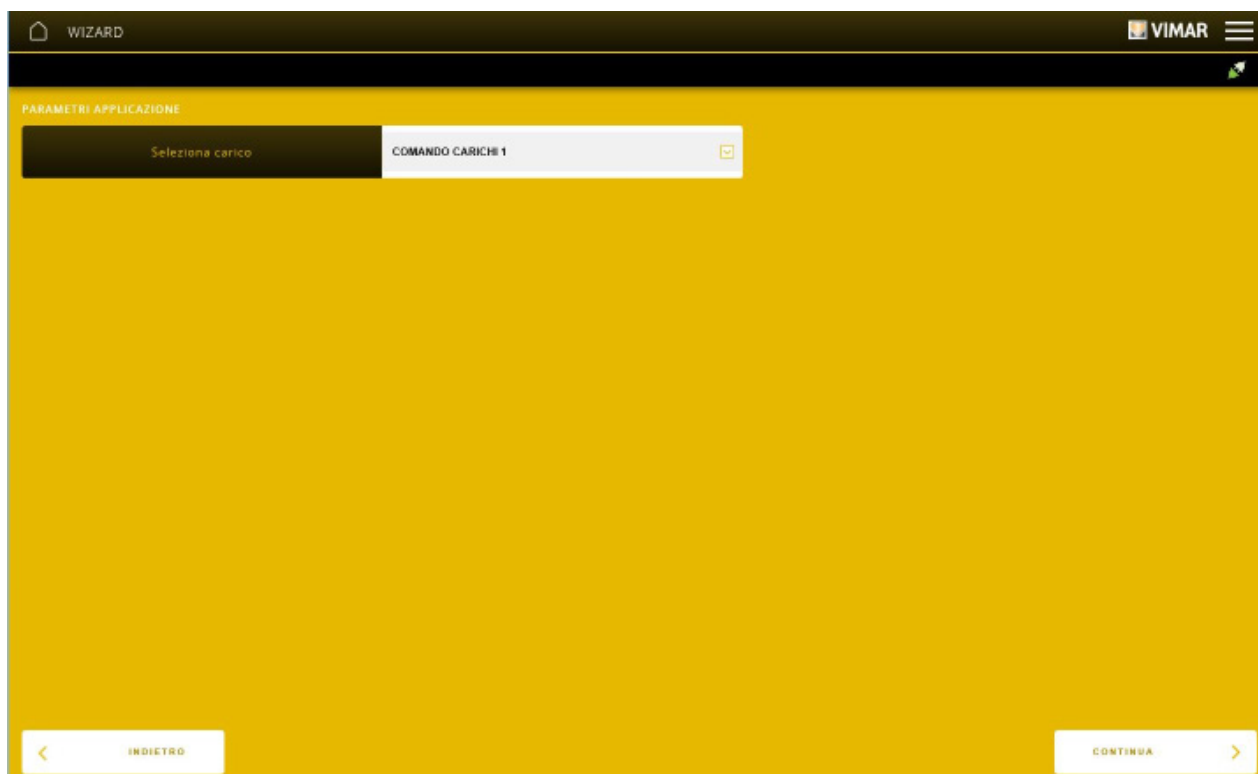 WIZARD
VIMAR
PARAMETRI APPLICAZIONE
Seleziona carico
COMANDO CARICHI 1
INDIETRO
CONTINUA